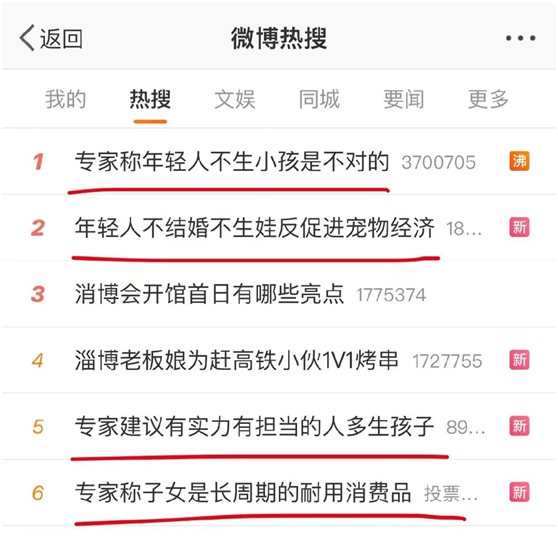 返回 微博热搜 •••
我的 热搜 文娱 同城 要闻 更多
1 专家称年轻人不生小孩是不对的 3700705 沸
2 年轻人不结婚不生娃反促进宠物经济 18... 新
3 消博会开馆首日有哪些亮点 1775374
4 淄博老板娘为赶高铁小伙1V1烤串 1727755 新
5 专家建议有实力有担当的人多生孩子 89... 新
6 专家称子女是长周期的耐用消费品 投票... 新